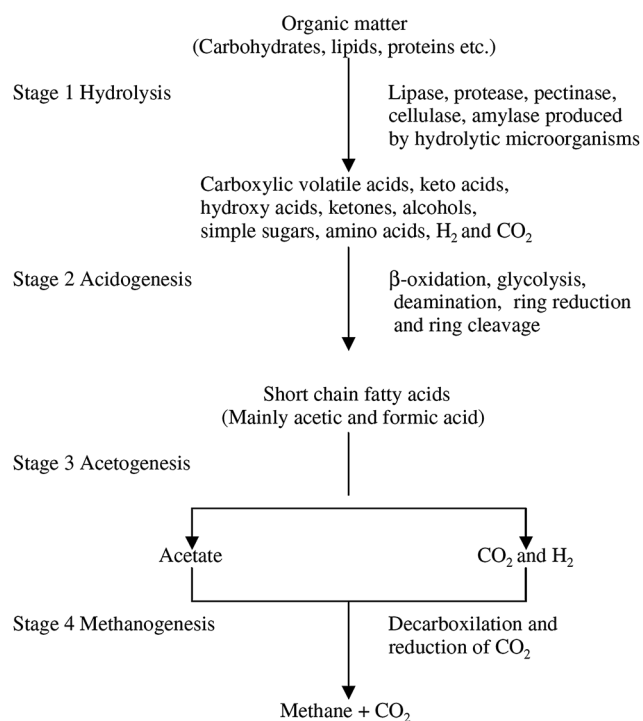 Organic matter
(Carbohydrates, lipids, proteins etc.)
Stage 1 Hydrolysis
Lipase, protease, pectinase,
cellulase, amylase produced
by hydrolytic microorganisms
Carboxylic volatile acids, keto acids,
hydroxy acids, ketones, alcohols,
simple sugars, amino acids, H₂ and CO₂
Stage 2 Acidogenesis
β-oxidation, glycolysis,
deamination, ring reduction
and ring cleavage
Short chain fatty acids
(Mainly acetic and formic acid)
Stage 3 Acetogenesis
Acetate
CO₂ and H₂
Stage 4 Methanogenesis
Decarboxilation and
reduction of CO₂
Methane + CO₂